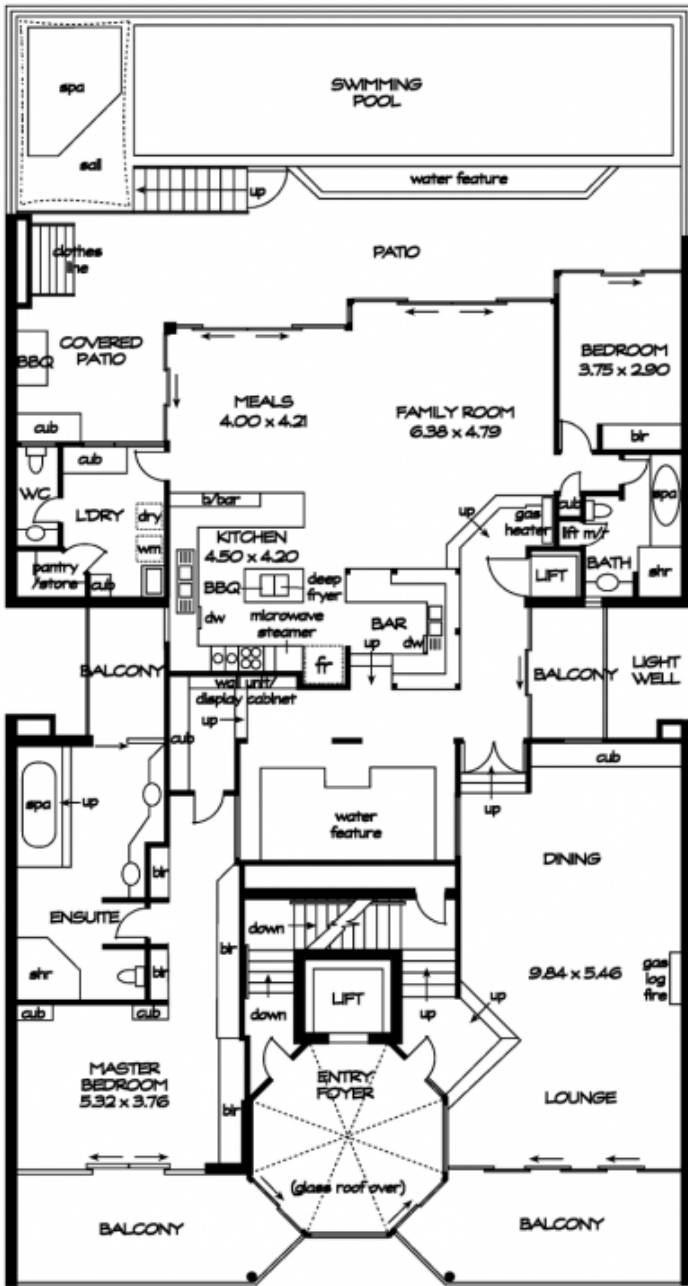 spa
SWIMMING
POOL
sail
up
water feature
clothes
line
PATIO
COVERED
PATIO
BBQ
BEDROOM
3.75 x 2.90
MEALS
4.00 x 4.21
FAMILY ROOM
6.38 x 4.79
cub
cub
bir
WC
L'DRY
dry
wm
pantry
/store
cub
b/bar
KITCHEN
4.50 x 4.20
BBQ
deep
fryer
microwave
steamer
dw
fr
BAR
dw
up
up
gas
heater
cub
lift m/r
LIFT
BATH
spa
shr
BALCONY
wall unit/
display cabinet
up
cub
BALCONY
LIGHT
WELL
cub
up
spa
up
water
feature
DINING
bir
ENSUITE
shr
bir
bir
down
down
LIFT
up
up
9.84 x 5.46
gas
log
fire
cub
cub
MASTER
BEDROOM
5.32 x 3.76
bir
ENTRY
FOYER
LOUNGE
(glass roof over)
BALCONY
BALCONY